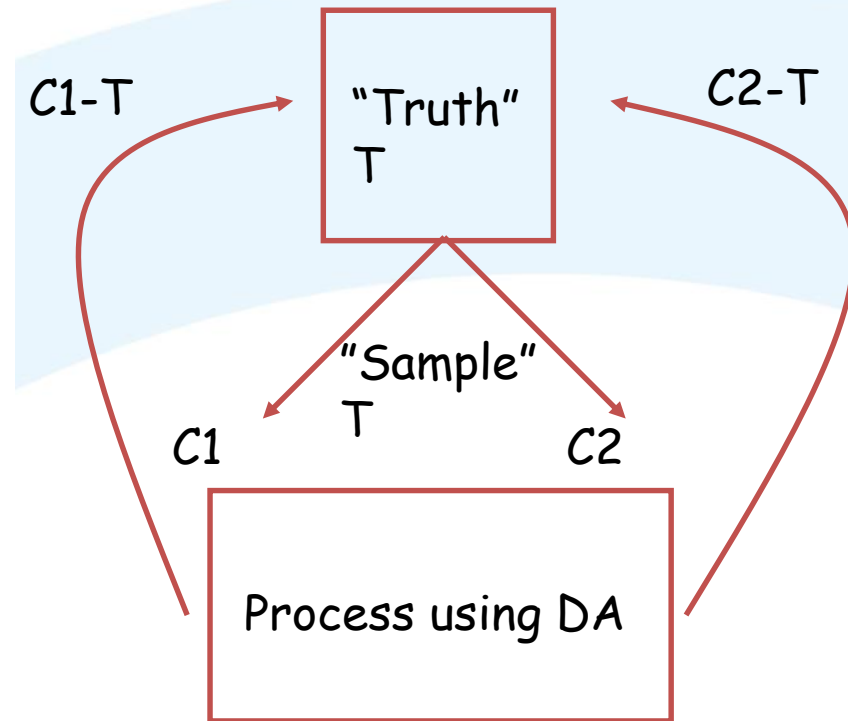 C1-T
C2-T
“Truth”
T
”Sample”
T
C1
C2
Process using DA